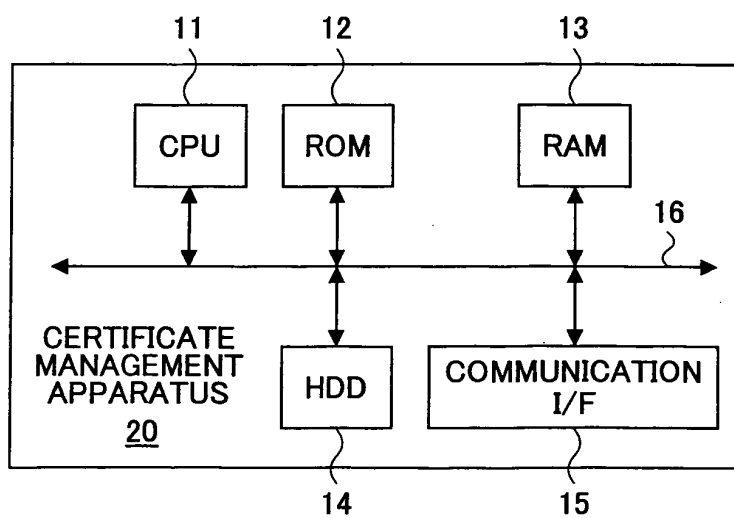 11
12
13
CPU
ROM
RAM
16
CERTIFICATE
MANAGEMENT
APPARATUS
20
HDD
COMMUNICATION
I/F
14
15